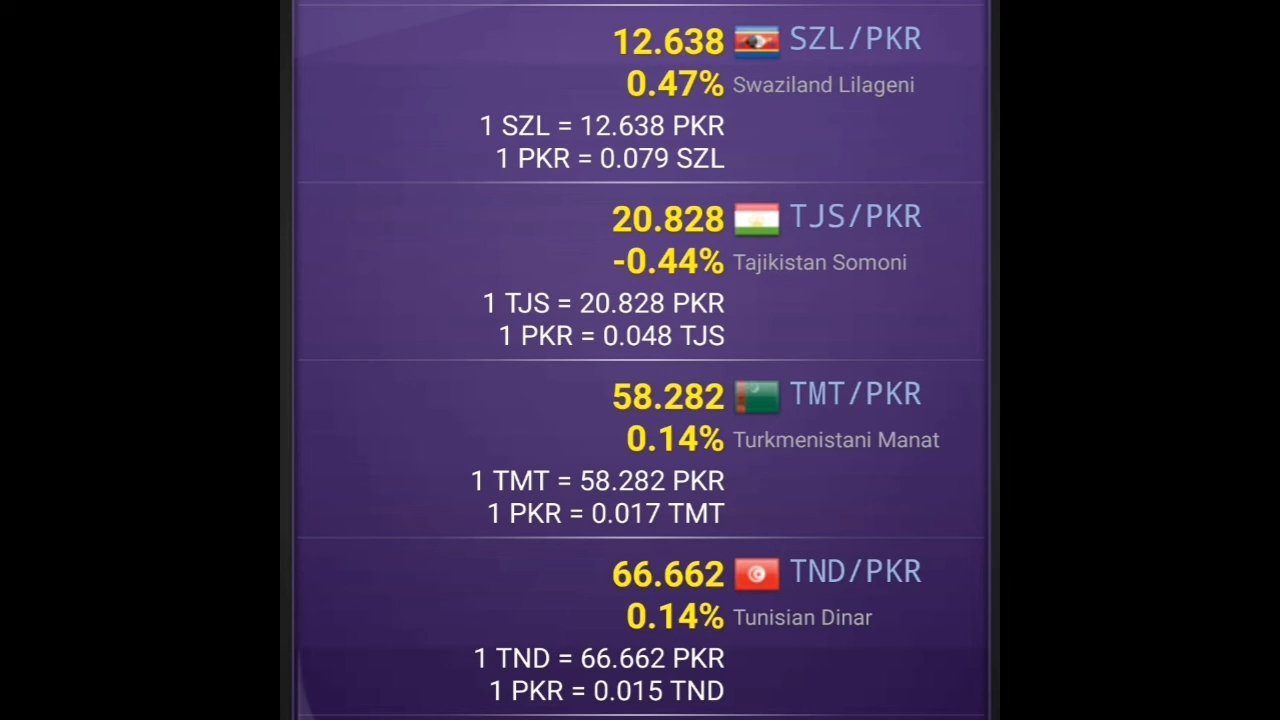 12.638 SZL/PKR
0.47% Swaziland Lilageni
1 SZL = 12.638 PKR
1 PKR = 0.079 SZL
20.828 TJS/PKR
-0.44% Tajikistan Somoni
1 TJS = 20.828 PKR
1 PKR = 0.048 TJS
58.282 TMT/PKR
0.14% Turkmenistani Manat
1 TMT = 58.282 PKR
1 PKR = 0.017 TMT
66.662 TND/PKR
0.14% Tunisian Dinar
1 TND = 66.662 PKR
1 PKR = 0.015 TND